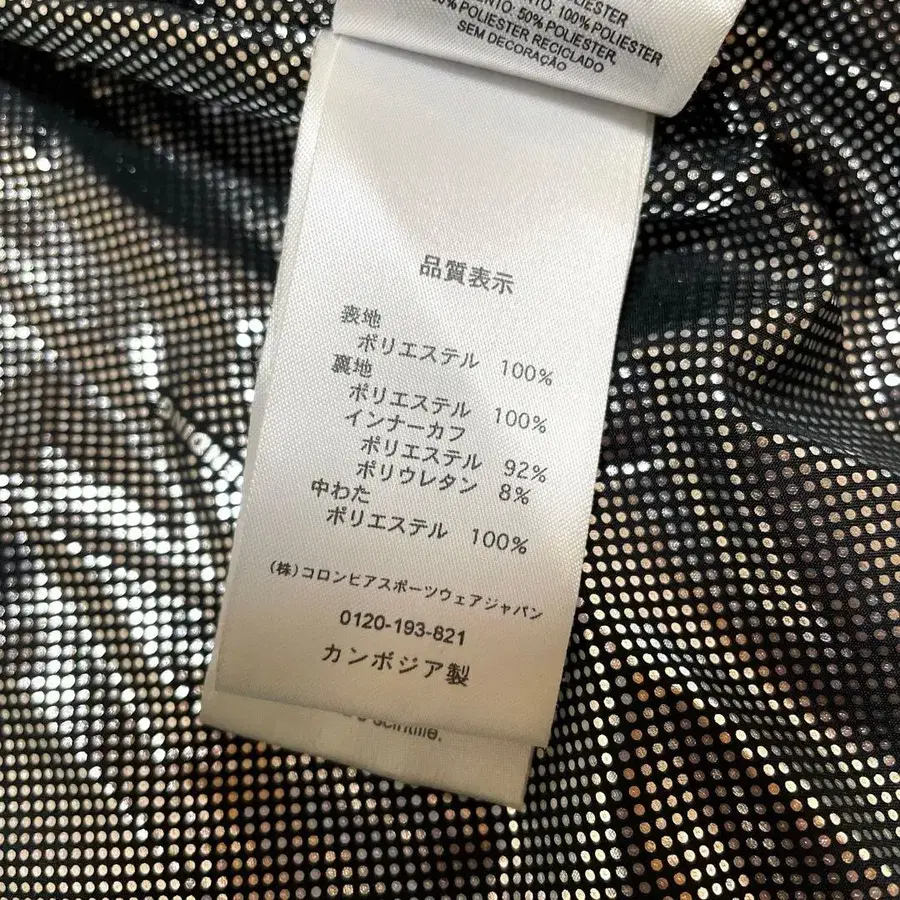 100% POLIESTER
50% POLIESTER,
POLIESTER RECICLADO
SEM DECORAÇÃO
品質表示
表地
ポリエステル 100%
裏地
ポリエステル 100%
インナーカフ
ポリエステル 92%
ポリウレタン 8%
中わた
ポリエステル 100%
(株)コロンビアスポーツウェアジャパン
0120-193-821
カンボジア製